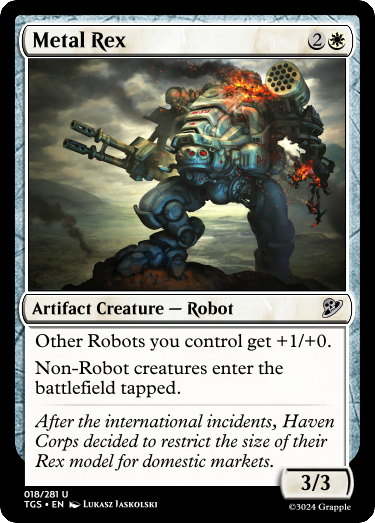 Metal Rex 2
Artifact Creature — Robot
Other Robots you control get +1/+0.
Non-Robot creatures enter the
battlefield tapped.
After the international incidents, Haven
Corps decided to restrict the size of their
Rex model for domestic markets.
3/3
018/281 U
TGS • EN Lukasz Jaskolski
©3024 Grapple